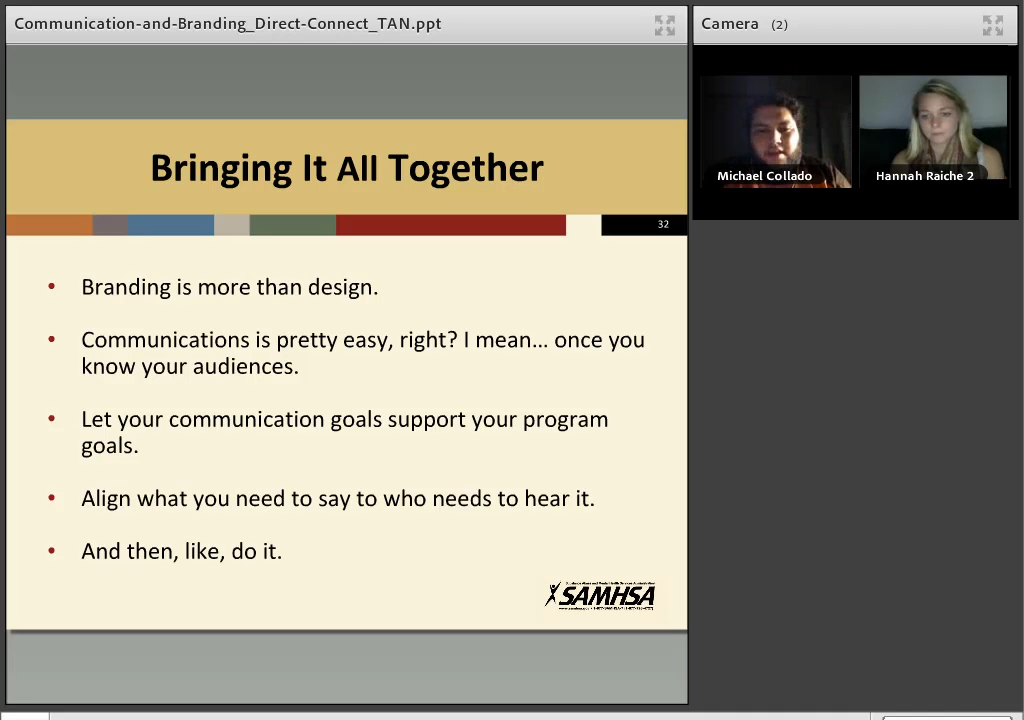 Communication-and-Branding_Direct-Connect_TAN.ppt
Camera (2)
Michael Collado
Hannah Raiche 2
Bringing It All Together
32
• Branding is more than design.
• Communications is pretty easy, right? I mean... once you
know your audiences.
• Let your communication goals support your program
goals.
• Align what you need to say to who needs to hear it.
• And then, like, do it.
SAMHSA